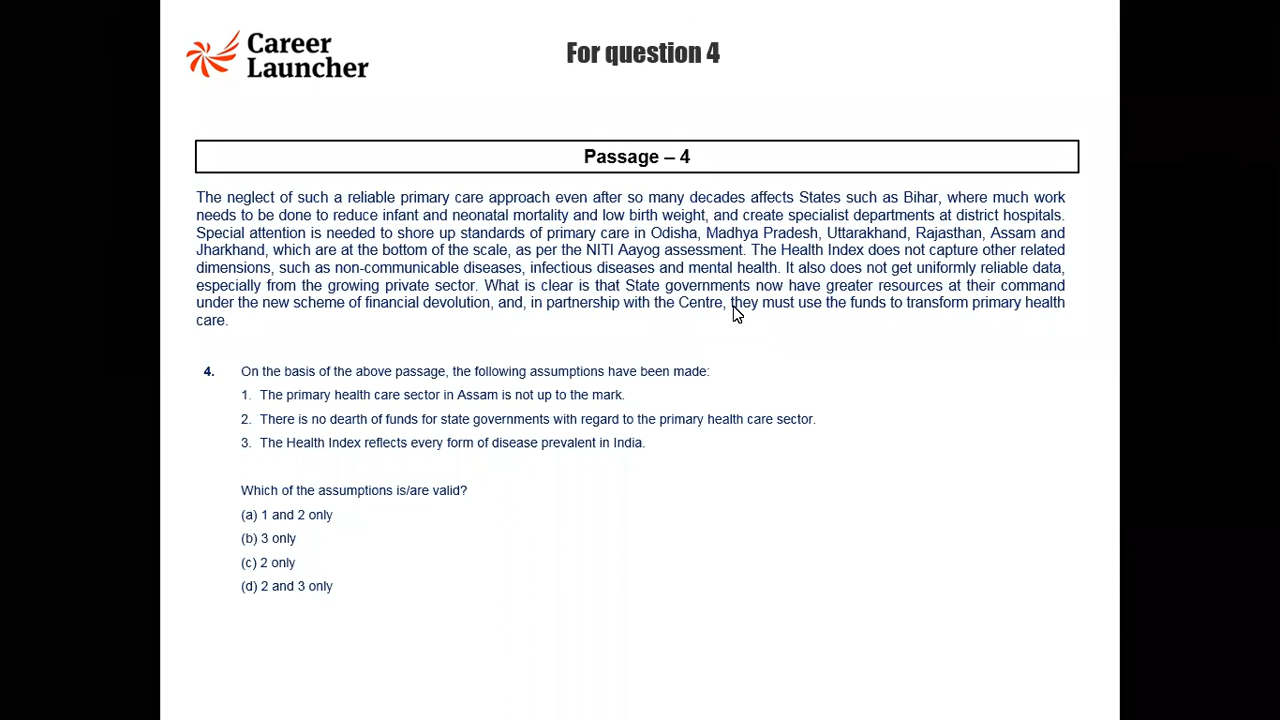 Career
Launcher
For question 4
Passage – 4
The neglect of such a reliable primary care approach even after so many decades affects States such as Bihar, where much work
needs to be done to reduce infant and neonatal mortality and low birth weight, and create specialist departments at district hospitals.
Special attention is needed to shore up standards of primary care in Odisha, Madhya Pradesh, Uttarakhand, Rajasthan, Assam and
Jharkhand, which are at the bottom of the scale, as per the NITI Aayog assessment. The Health Index does not capture other related
dimensions, such as non-communicable diseases, infectious diseases and mental health. It also does not get uniformly reliable data,
especially from the growing private sector. What is clear is that State governments now have greater resources at their command
under the new scheme of financial devolution, and, in partnership with the Centre, they must use the funds to transform primary health
care.
4. On the basis of the above passage, the following assumptions have been made:
1. The primary health care sector in Assam is not up to the mark.
2. There is no dearth of funds for state governments with regard to the primary health care sector.
3. The Health Index reflects every form of disease prevalent in India.
Which of the assumptions is/are valid?
(a) 1 and 2 only
(b) 3 only
(c) 2 only
(d) 2 and 3 only